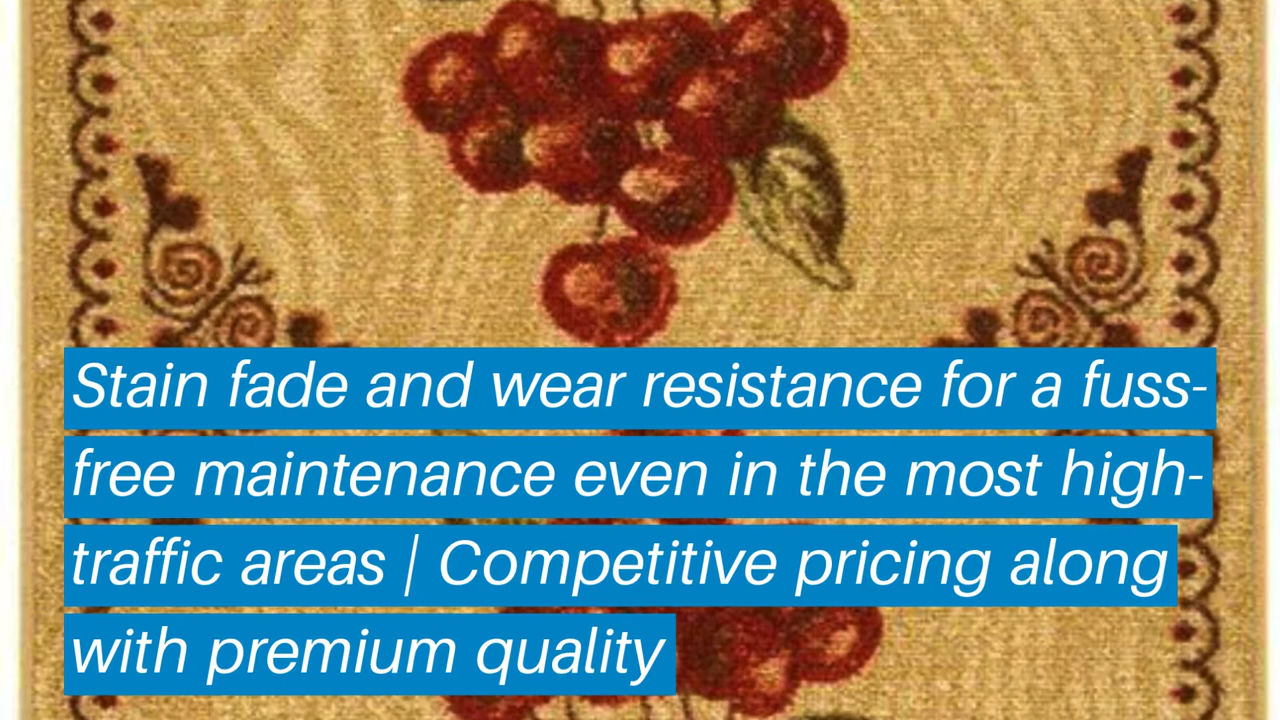 Stain fade and wear resistance for a fuss-
free maintenance even in the most high-
traffic areas | Competitive pricing along
with premium quality